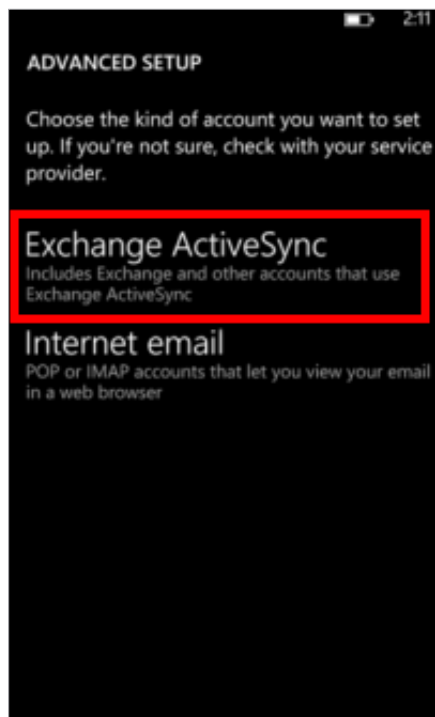 2:11
ADVANCED SETUP
Choose the kind of account you want to set
up. If you're not sure, check with your service
provider.
Exchange ActiveSync
Includes Exchange and other accounts that use
Exchange ActiveSync
Internet email
POP or IMAP accounts that let you view your email
in a web browser